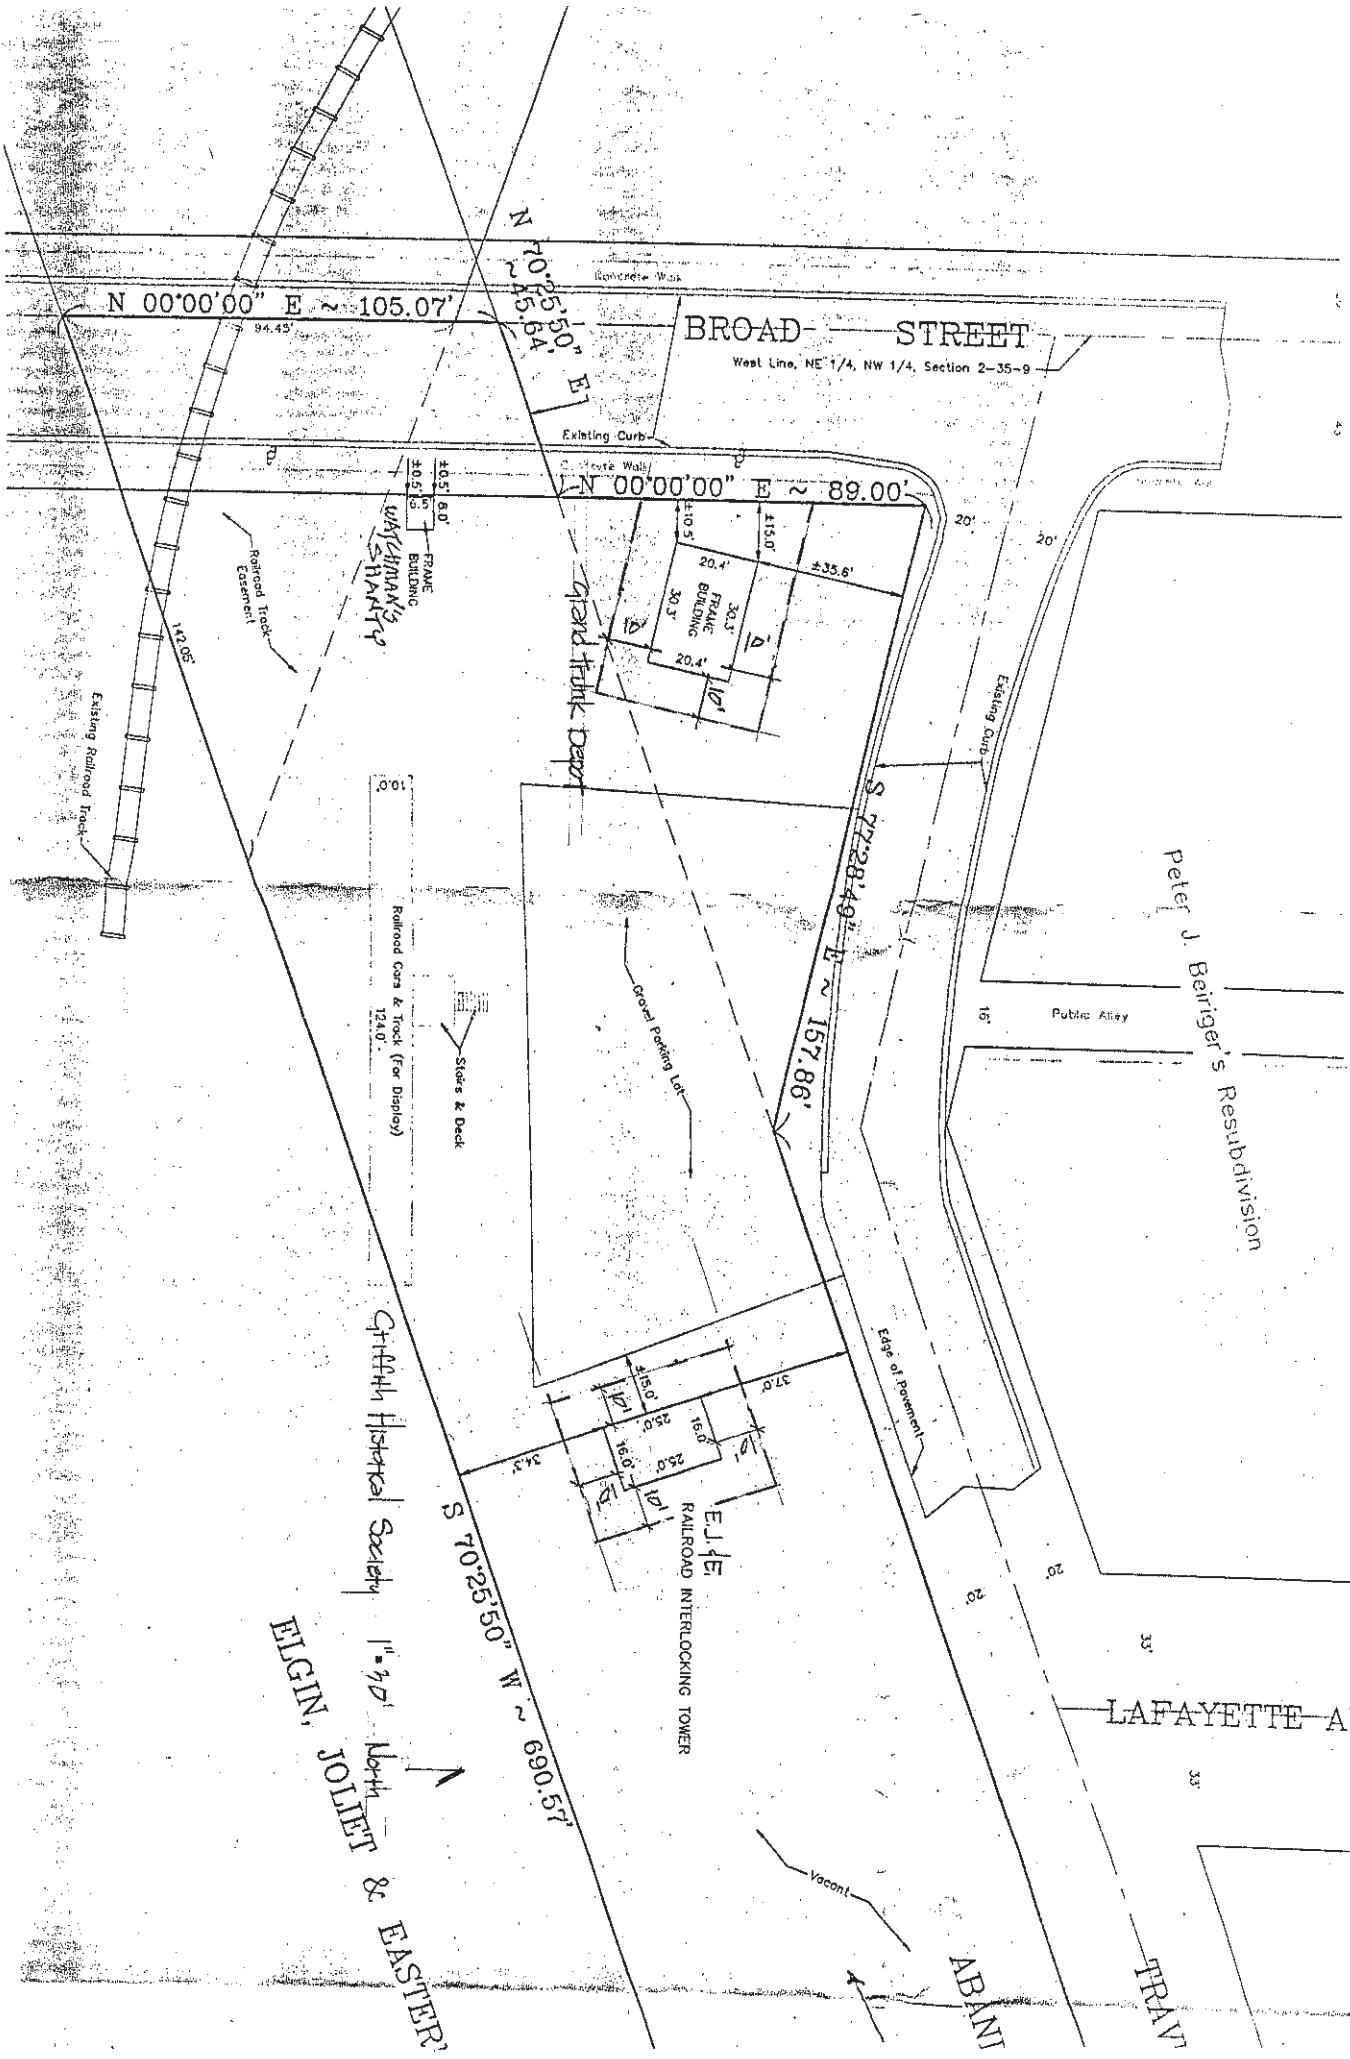 N 70°25'50" E
~ 45.64'
Concrete Walk
N 00°00'00" E ~ 105.07'
94.45'
BROAD STREET
West Line, NE 1/4, NW 1/4, Section 2-35-9
Existing Curb
N 00°00'00" E ~ 89.00'
20'
20'
±0.5'
±0.5'
8.0'
FRAME
BUILDING
WATCHMAN'S
SHANTY
Railroad Track
Easement
142.05'
Existing Railroad Track
±10.5'
±15.0'
±35.6'
20.4'
30.3'
FRAME
BUILDING
30.3'
20.4'
10'
10'
10'
Grand Trunk Depot
Existing Curb
S 77°28'49" E ~ 157.86'
Peter J. Beiriger's Resubdivision
16'
Public Alley
10.0'
Railroad Cars & Track (For Display)
124.0'
Stairs & Deck
Gravel Parking Lot
Edge of Pavement
37.0'
±15.0'
10'
25.0'
16.0'
10'
16.0'
25.0'
10'
10'
34.3'
E.J.&E
RAILROAD INTERLOCKING TOWER
Griffith Historical Society 1"=30' North
S 70°25'50" W ~ 690.57'
ELGIN, JOLIET & EASTER
20'
20'
33'
LAFAYETTE A
33'
Vacant
ABAN
TRAV